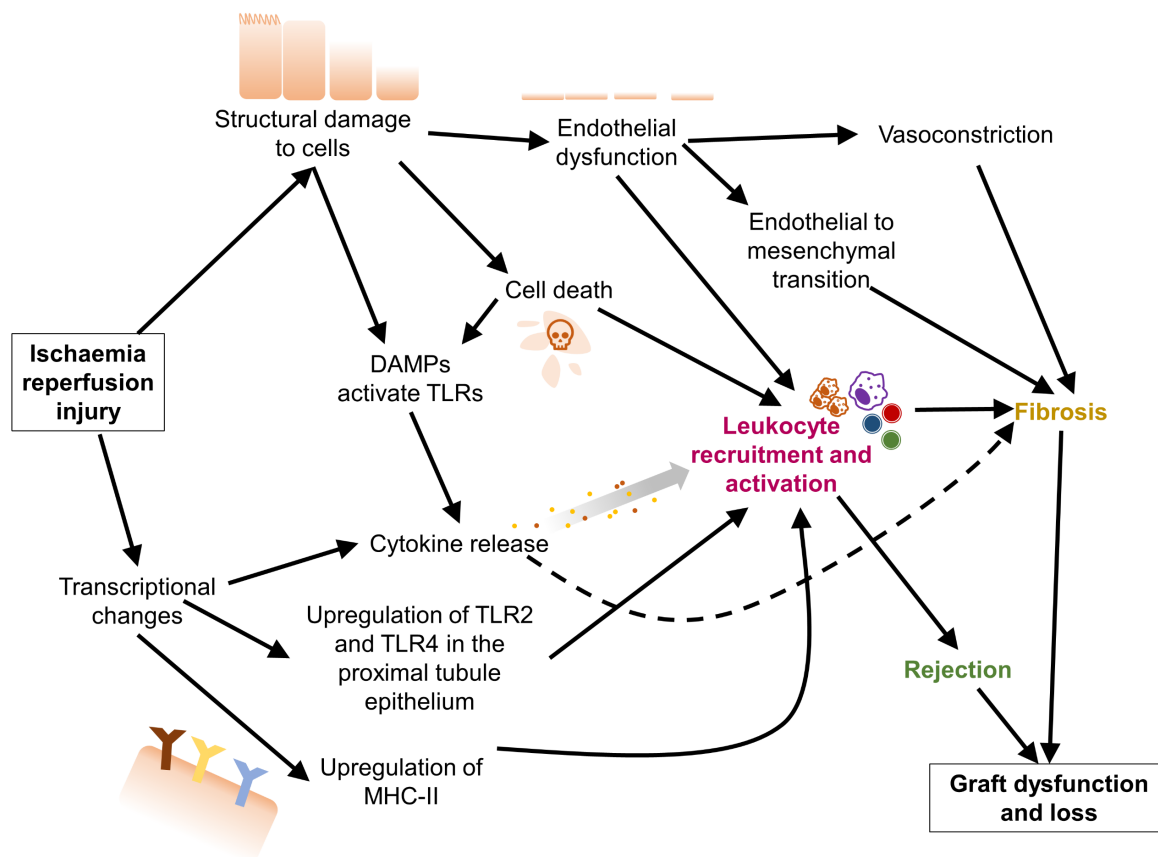 Structural damage
to cells
Endothelial
dysfunction
Vasoconstriction
Endothelial to
mesenchymal
transition
Cell death
Ischaemia
reperfusion
injury
DAMPs
activate TLRs
Leukocyte
recruitment and
activation
Fibrosis
Cytokine release
Transcriptional
changes
Upregulation of TLR2
and TLR4 in the
proximal tubule
epithelium
Rejection
Upregulation of
MHC-II
Graft dysfunction
and loss